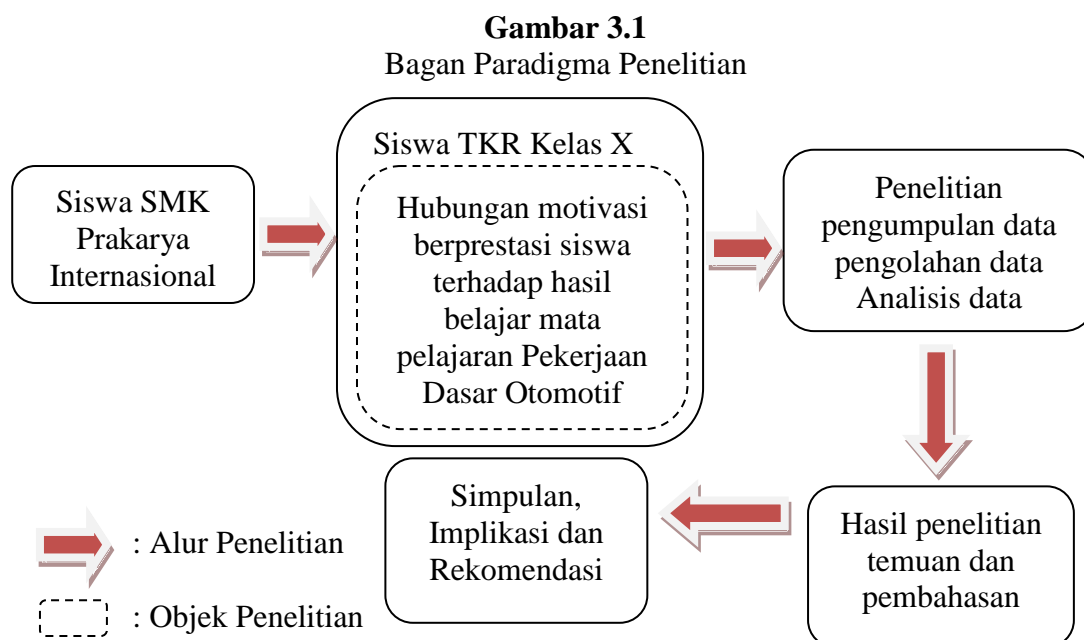 Gambar 3.1
Bagan Paradigma Penelitian
Siswa SMK
Prakarya
Internasional
Siswa TKR Kelas X
Hubungan motivasi
berprestasi siswa
terhadap hasil
belajar mata
pelajaran Pekerjaan
Dasar Otomotif
Penelitian
pengumpulan data
pengolahan data
Analisis data
Hasil penelitian
temuan dan
pembahasan
Simpulan,
Implikasi dan
Rekomendasi
: Alur Penelitian
: Objek Penelitian